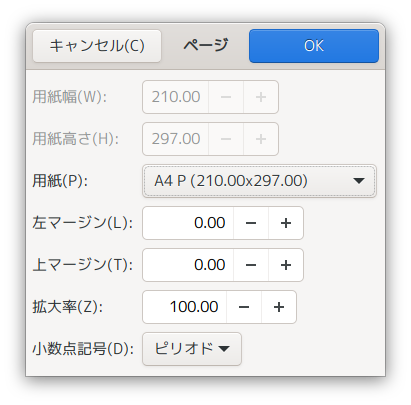 キャンセル(C) ページ OK
用紙幅(W): 210.00 − +
用紙高さ(H): 297.00 − +
用紙(P): A4 P (210.00x297.00)
左マージン(L): 0.00 − +
上マージン(T): 0.00 − +
拡大率(Z): 100.00 − +
小数点記号(D): ピリオド